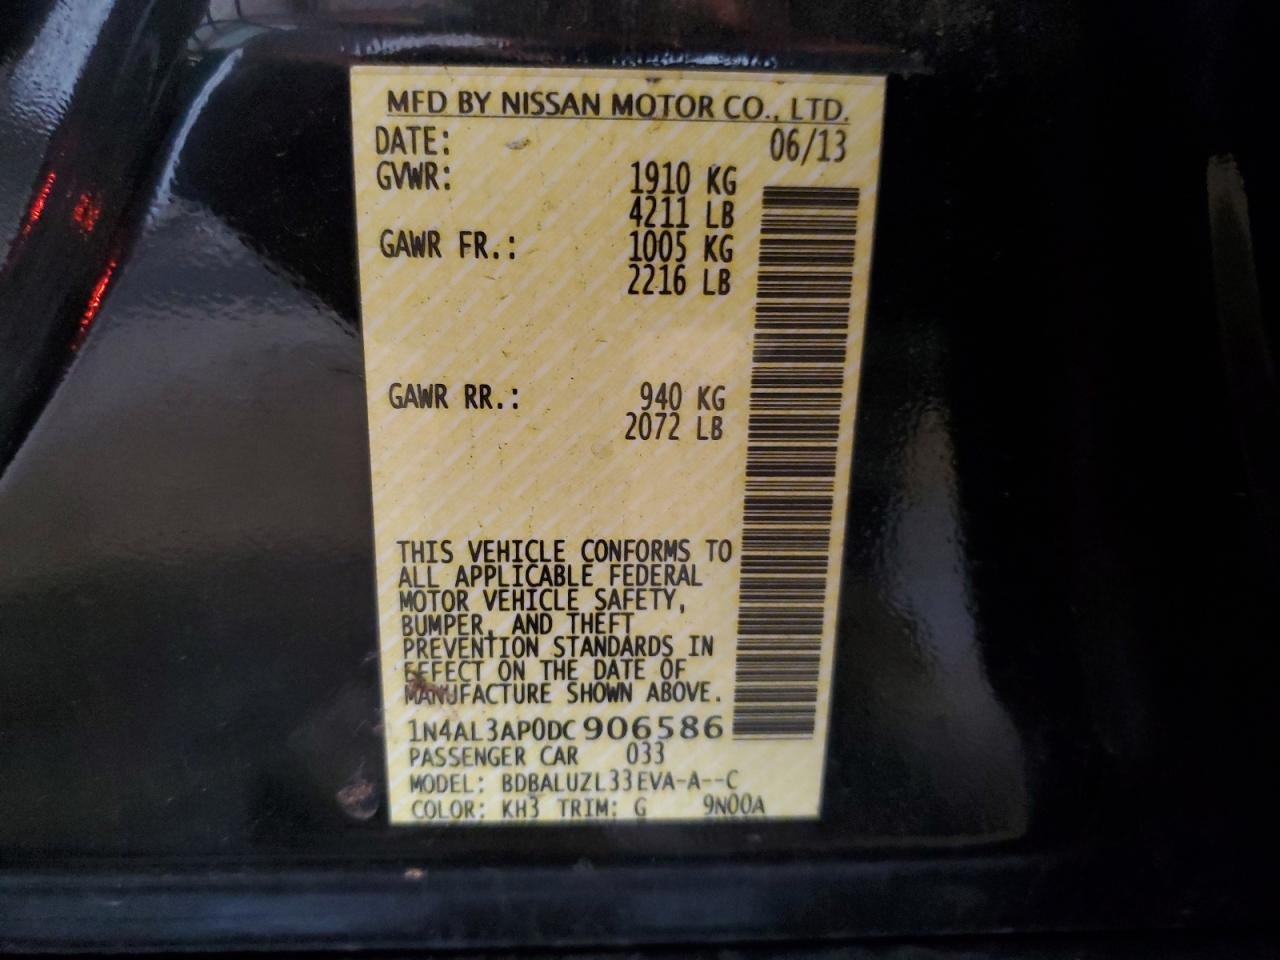 MFD BY NISSAN MOTOR CO., LTD.
DATE: 06/13
GVWR: 1910 KG
4211 LB
GAWR FR.: 1005 KG
2216 LB
GAWR RR.: 940 KG
2072 LB
THIS VEHICLE CONFORMS TO
ALL APPLICABLE FEDERAL
MOTOR VEHICLE SAFETY,
BUMPER, AND THEFT
PREVENTION STANDARDS IN
EFFECT ON THE DATE OF
MANUFACTURE SHOWN ABOVE.
1N4AL3AP0DC906586
PASSENGER CAR 033
MODEL: BDBALUZL33EVA-A--C
COLOR: KH3 TRIM: G 9N00A